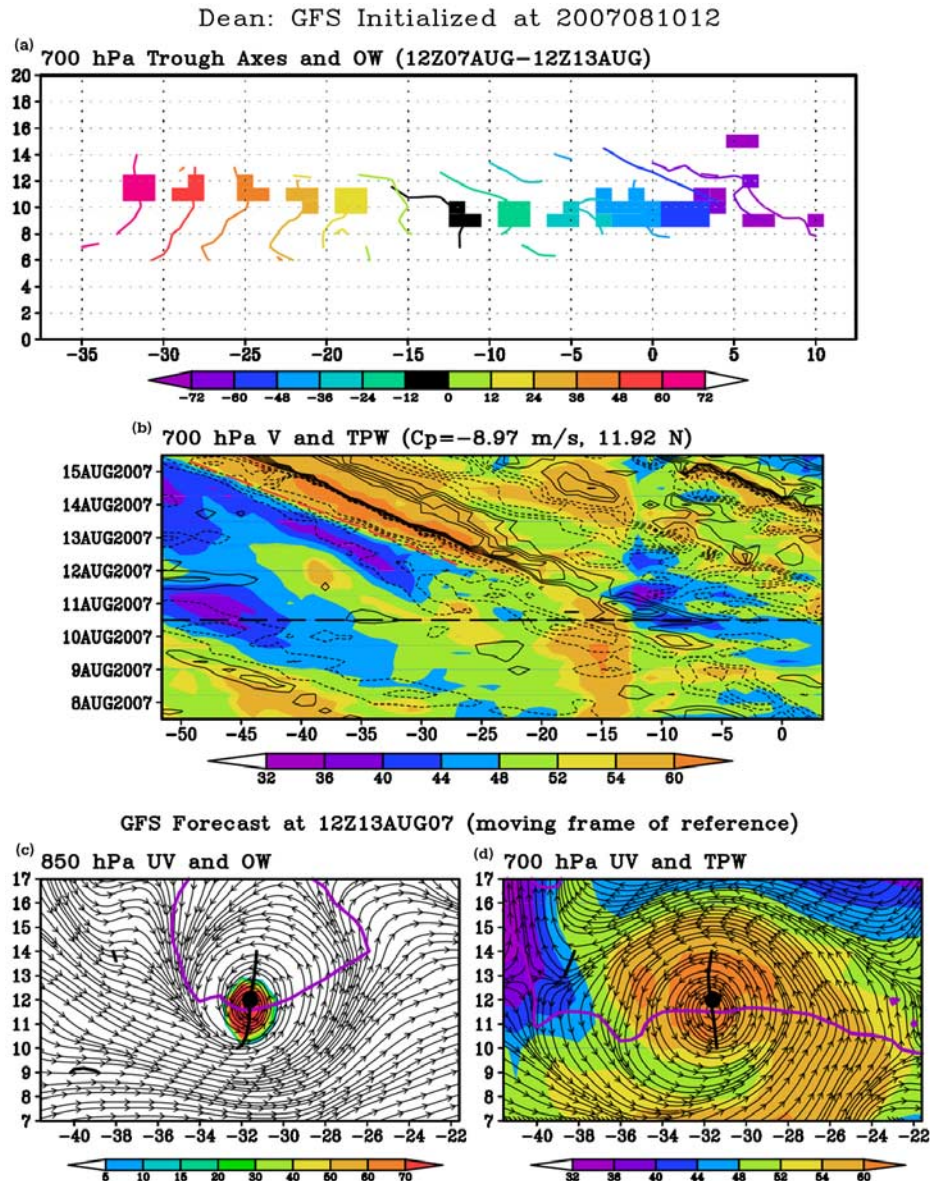 Dean: GFS Initialized at 2007081012
(a) 700 hPa Trough Axes and OW (12Z07AUG−12Z13AUG)
20
18
16
14
12
10
8
6
4
2
0
−35 −30 −25 −20 −15 −10 −5 0 5 10
−72 −60 −48 −36 −24 −12 0 12 24 36 48 60 72
(b) 700 hPa V and TPW (Cp=−8.97 m/s, 11.92 N)
15AUG2007
14AUG2007
13AUG2007
12AUG2007
11AUG2007
10AUG2007
9AUG2007
8AUG2007
−50 −45 −40 −35 −30 −25 −20 −15 −10 −5 0
32 36 40 44 48 52 54 60
GFS Forecast at 12Z13AUG07 (moving frame of reference)
(c) 850 hPa UV and OW
17
16
15
14
13
12
11
10
9
8
7
−40 −38 −36 −34 −32 −30 −28 −26 −24 −22
5 10 15 20 30 40 50 60 70
(d) 700 hPa UV and TPW
17
16
15
14
13
12
11
10
9
8
7
−40 −38 −36 −34 −32 −30 −28 −26 −24 −22
32 36 40 44 48 52 54 60